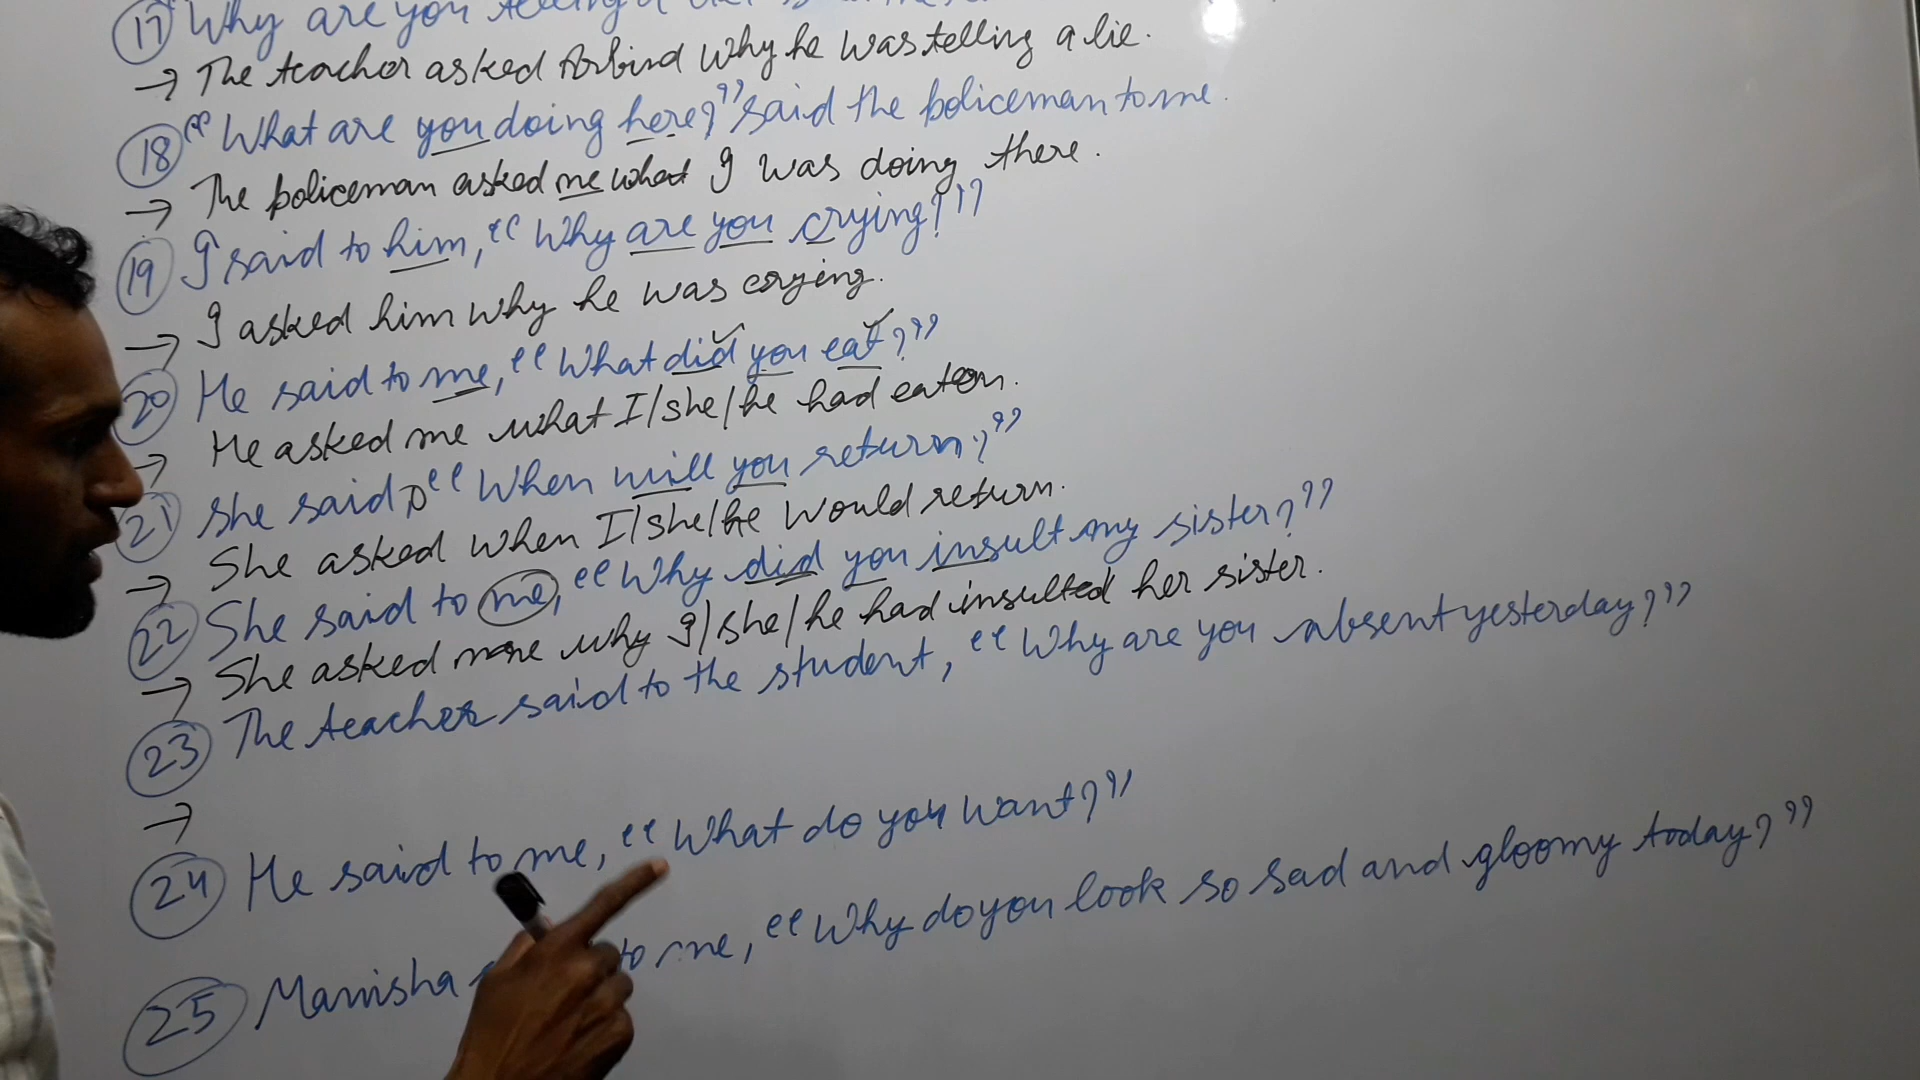 17 Why are you telling a
→ The teacher asked Arbind why he was telling a lie.
18 "What are you doing here?" said the policeman to me.
→ The policeman asked me what I was doing there.
19 I said to him, "Why are you crying?"
→ I asked him why he was crying.
20 He said to me, "What did you eat?"
→ He asked me what I/she/he had eaten.
21 She said, "When will you return?"
→ She asked when I/she/he would return.
22 She said to me, "Why did you insult my sister?"
→ She asked me why I/she/he had insulted her sister.
23 The teacher said to the student, "Why are you absent yesterday?"
→
24 He said to me, "What do you want?"
25 Manisha to me, "Why do you look so sad and gloomy today?"